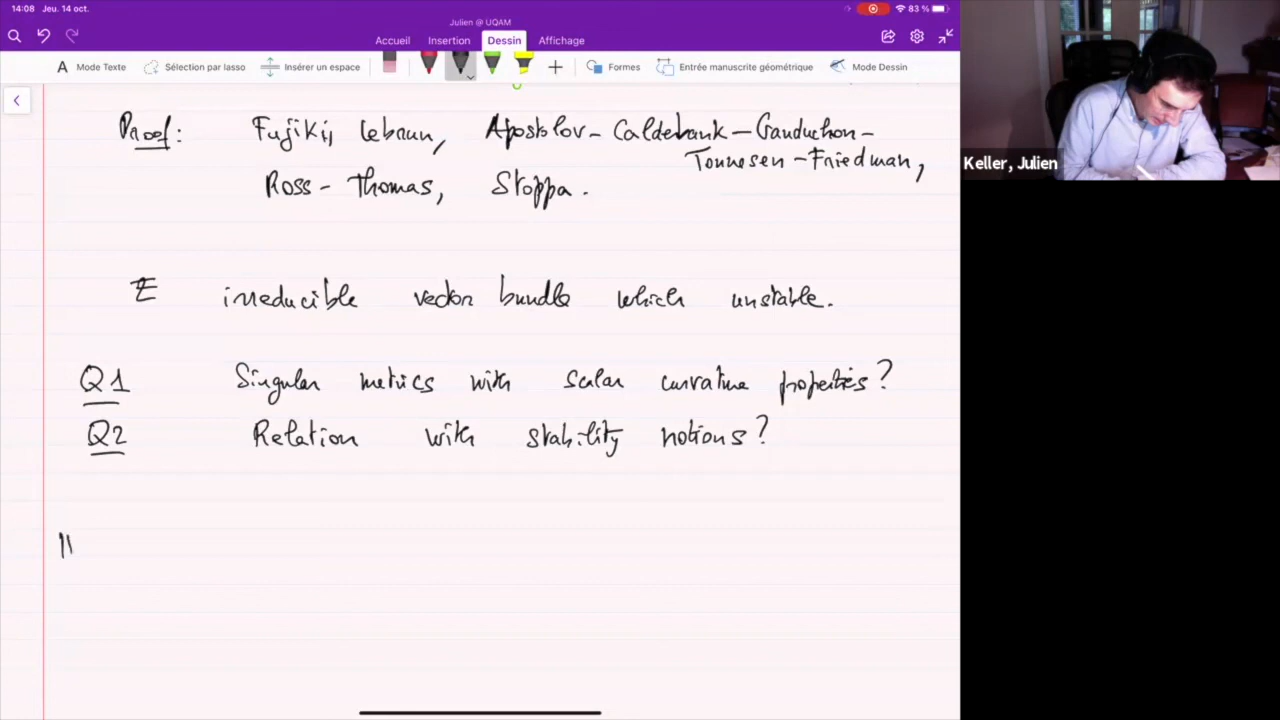 14:08 Jeu. 14 oct.
83 %
Julien @ UQAM
Accueil Insertion Dessin Affichage
A Mode Texte Sélection par lasso Insérer un espace Formes Entrée manuscrite géométrique Mode Dessin
Proof: Fujiki, Lebrun, Apostolov-Calderbank-Gauduchon-
Tonnesen-Friedman,
Ross-Thomas, Stoppa.
E irreducible vector bundle which unstable.
Q1 Singular metrics with scalar curvature properties?
Q2 Relation with stability notions?
Keller, Julien